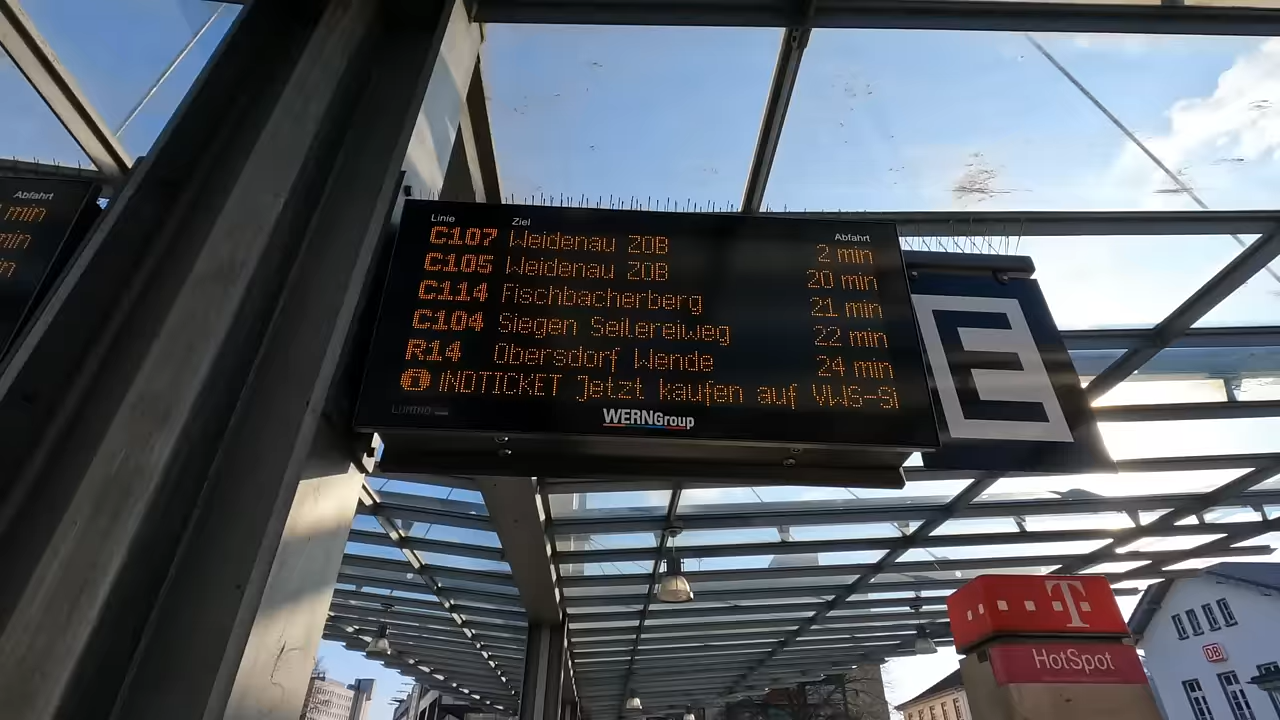 Abfahrt
min
min
in
Linie Ziel Abfahrt
C107 Weidenau ZOB 2 min
C105 Weidenau ZOB 20 min
C114 Fischbacherberg 21 min
C104 Siegen Seilereiweg 22 min
R14 Obersdorf Wende 24 min
i INDTICKET jetzt kaufen auf VWS-Si
LUMINO
WERNGroup
E
T
HotSpot
DB